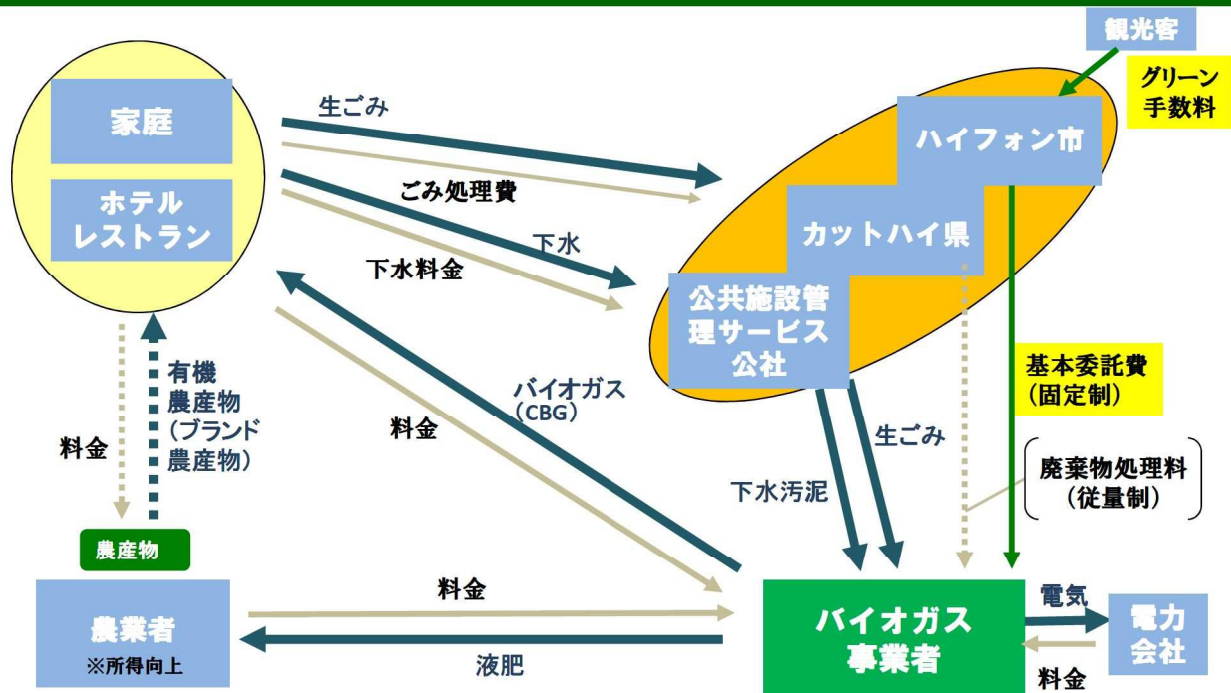 観光客
グリーン
手数料
家庭
ホテル
レストラン
生ごみ
ごみ処理費
下水
下水料金
ハイフォン市
カットハイ県
公共施設管
理サービス
公社
有機
農産物
(ブランド
農産物)
料金
バイオガス
(CBG)
料金
下水汚泥
生ごみ
基本委託費
(固定制)
廃棄物処理料
(従量制)
農産物
農業者
※所得向上
料金
液肥
バイオガス
事業者
電気
電力
会社
料金